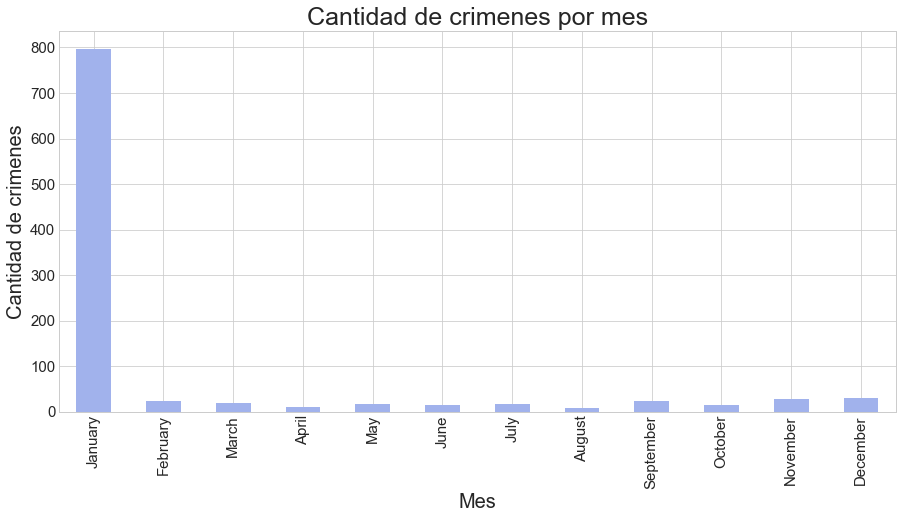 Cantidad de crimenes por mes
Cantidad de crimenes
800
700
600
500
400
300
200
100
0
January
February
March
April
May
June
July
August
September
October
November
December
Mes